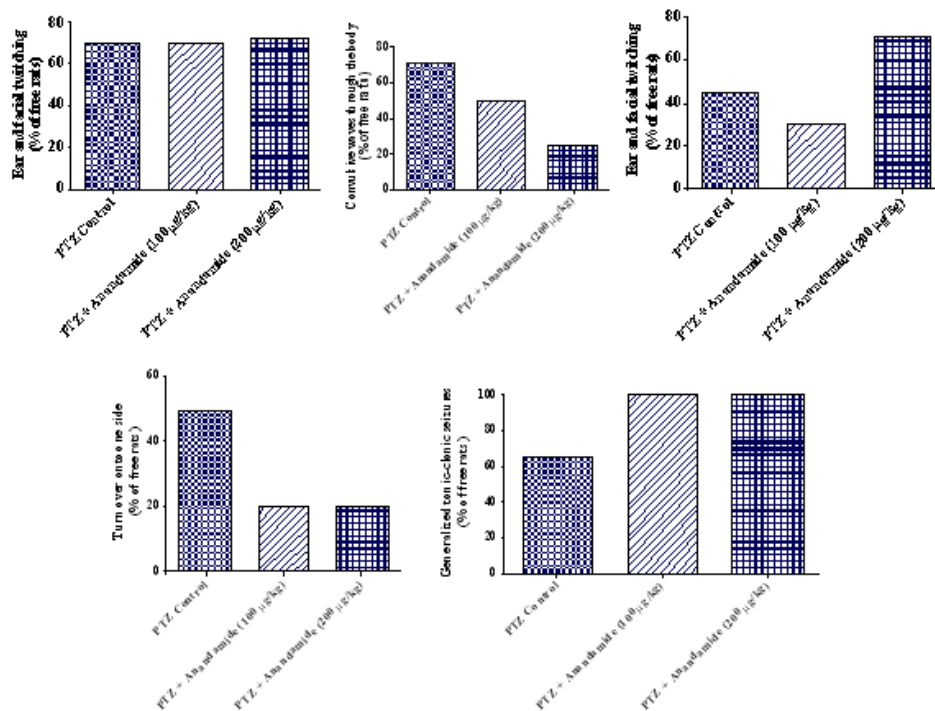 80
60
40
20
0
Ear and facial twitching
(% of free rats)
PTZ Control
PTZ + Anandamide (100 µg/kg)
PTZ + Anandamide (200 µg/kg)
80
60
40
20
0
Convulsive waves through the body
(% of free rats)
PTZ Control
PTZ + Anandamide (100 µg/kg)
PTZ + Anandamide (200 µg/kg)
80
60
40
20
0
Ear and facial twitching
(% of free rats)
PTZ Control
PTZ + Anandamide (100 µg/kg)
PTZ + Anandamide (200 µg/kg)
60
40
20
0
Turn over onto one side
(% of free rats)
PTZ Control
PTZ + Anandamide (100 µg/kg)
PTZ + Anandamide (200 µg/kg)
100
80
60
40
20
0
Generalized tonic-clonic seizures
(% of free rats)
PTZ Control
PTZ + Anandamide (100 µg/kg)
PTZ + Anandamide (200 µg/kg)